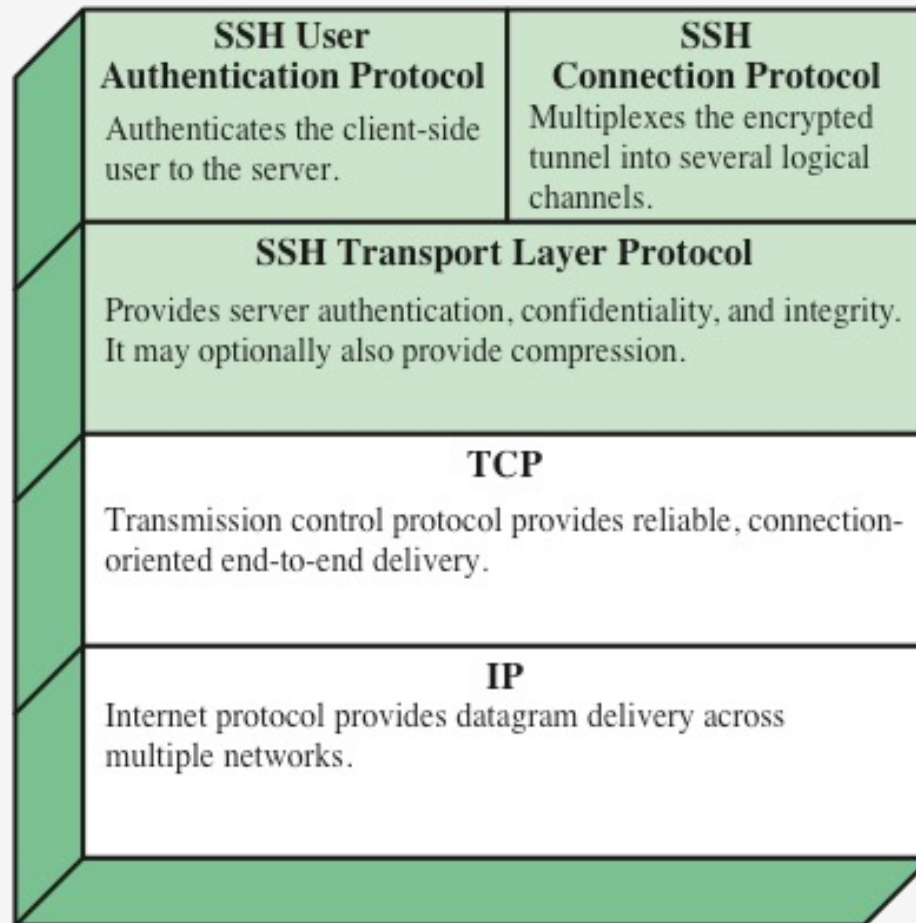 SSH User
Authentication Protocol
Authenticates the client-side
user to the server.
SSH
Connection Protocol
Multiplexes the encrypted
tunnel into several logical
channels.
SSH Transport Layer Protocol
Provides server authentication, confidentiality, and integrity.
It may optionally also provide compression.
TCP
Transmission control protocol provides reliable, connection-
oriented end-to-end delivery.
IP
Internet protocol provides datagram delivery across
multiple networks.